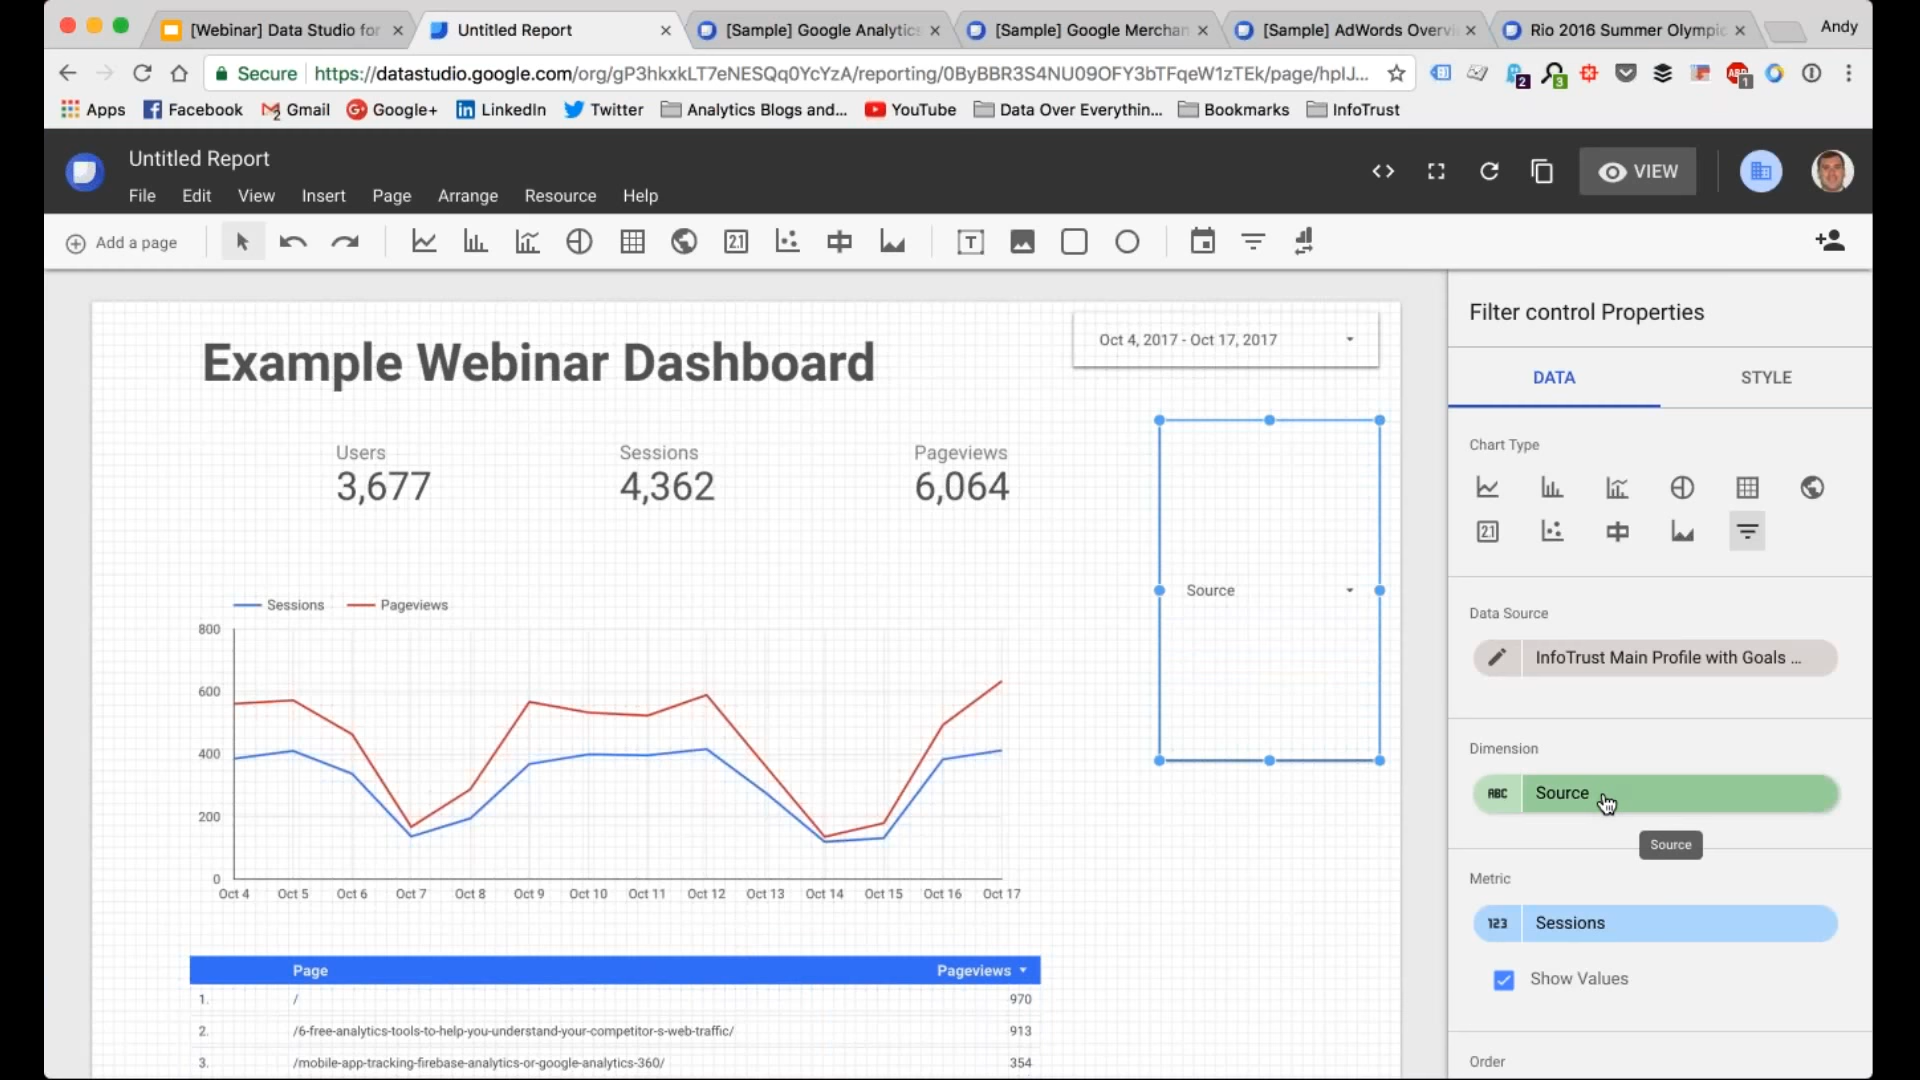 [Webinar] Data Studio for
Untitled Report
[Sample] Google Analytics
[Sample] Google Merchan
[Sample] AdWords Overvi
Rio 2016 Summer Olympic
Andy
Secure
https://datastudio.google.com/org/gP3hkxkLT7eNESQq0YcYzA/reporting/0ByBBR3S4NU09OFY3bTFqeW1zTEk/page/hplJ...
2
3
ABP
1
Apps
Facebook
Gmail
Google+
LinkedIn
Twitter
Analytics Blogs and...
YouTube
Data Over Everythin...
Bookmarks
InfoTrust
Untitled Report
File
Edit
View
Insert
Page
Arrange
Resource
Help
VIEW
Add a page
Example Webinar Dashboard
Oct 4, 2017 - Oct 17, 2017
Users
3,677
Sessions
4,362
Pageviews
6,064
Source
Sessions
Pageviews
800
600
400
200
0
Oct 4
Oct 5
Oct 6
Oct 7
Oct 8
Oct 9
Oct 10
Oct 11
Oct 12
Oct 13
Oct 14
Oct 15
Oct 16
Oct 17
Page
Pageviews
1.
/
970
2.
/6-free-analytics-tools-to-help-you-understand-your-competitor-s-web-traffic/
913
3.
/mobile-app-tracking-firebase-analytics-or-google-analytics-360/
354
Filter control Properties
DATA
STYLE
Chart Type
21
Data Source
InfoTrust Main Profile with Goals ...
Dimension
ABC
Source
Source
Metric
123
Sessions
Show Values
Order